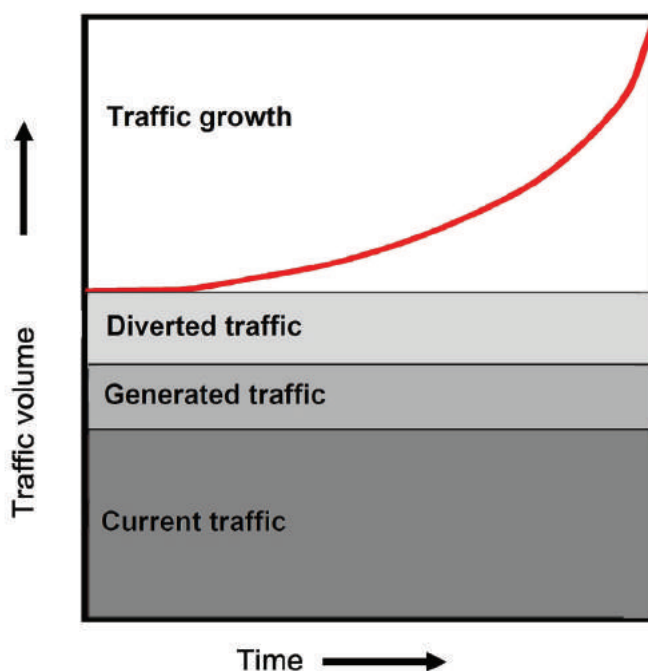 Traffic growth
Diverted traffic
Generated traffic
Current traffic
Traffic volume
Time